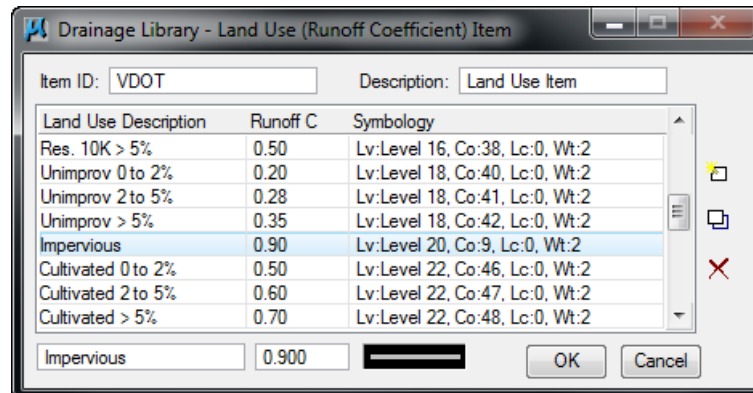 Drainage Library - Land Use (Runoff Coefficient) Item
Item ID: VDOT Description: Land Use Item
Land Use Description Runoff C Symbology
Res. 10K > 5% 0.50 Lv:Level 16, Co:38, Lc:0, Wt:2
Unimprov 0 to 2% 0.20 Lv:Level 18, Co:40, Lc:0, Wt:2
Unimprov 2 to 5% 0.28 Lv:Level 18, Co:41, Lc:0, Wt:2
Unimprov > 5% 0.35 Lv:Level 18, Co:42, Lc:0, Wt:2
Impervious 0.90 Lv:Level 20, Co:9, Lc:0, Wt:2
Cultivated 0 to 2% 0.50 Lv:Level 22, Co:46, Lc:0, Wt:2
Cultivated 2 to 5% 0.60 Lv:Level 22, Co:47, Lc:0, Wt:2
Cultivated > 5% 0.70 Lv:Level 22, Co:48, Lc:0, Wt:2
Impervious 0.900 OK Cancel